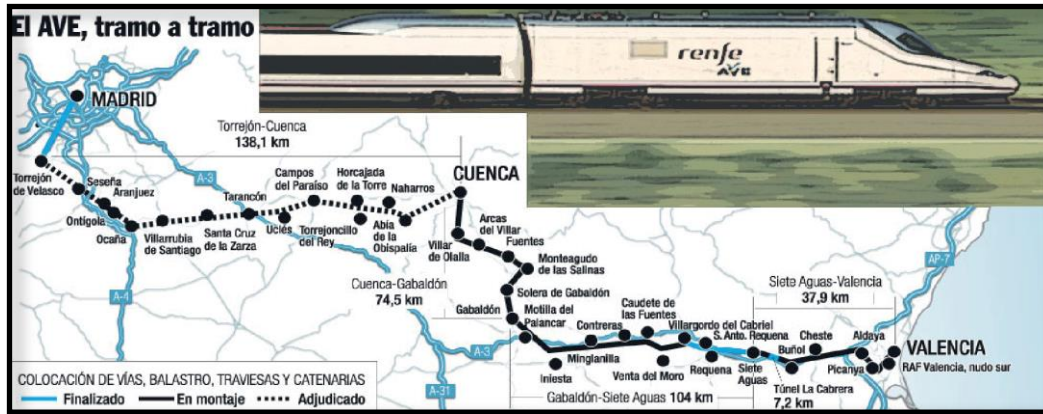 El AVE, tramo a tramo
renfe
AVE
MADRID
Torrejón-Cuenca
138,1 km
CUENCA
Torrejón
de Velasco
Seseña
Aranjuez
Ontígola
Ocaña
Villarrubia
de Santiago
Santa Cruz
de la Zarza
Tarancón
Uclés
Campos
del Paraíso
Torrejoncillo
del Rey
Horcajada
de la Torre
Abia
de la
Obispalía
Naharros
A-3
A-4
Villar
de Olalla
Arcas
del Villar
Fuentes
Monteagudo
de las Salinas
Solera de Gabaldón
Cuenca-Gabaldón
74,5 km
Gabaldón
Motilla del
Palancar
A-3
A-31
Iniesta
Minglanilla
Contreras
Caudete de
las Fuentes
Venta del Moro
Villargordo del Cabriel
S. Anto. Requena
Requena
Siete
Aguas
Gabaldón-Siete Aguas 104 km
Siete Aguas-Valencia
37,9 km
AP-7
Buñol
Cheste
Aldaya
Picanya
VALENCIA
RAF Valencia, nudo sur
Túnel La Cabrera
7,2 km
COLOCACIÓN DE VÍAS, BALASTRO, TRAVIESAS Y CATENARIAS
Finalizado
En montaje
Adjudicado